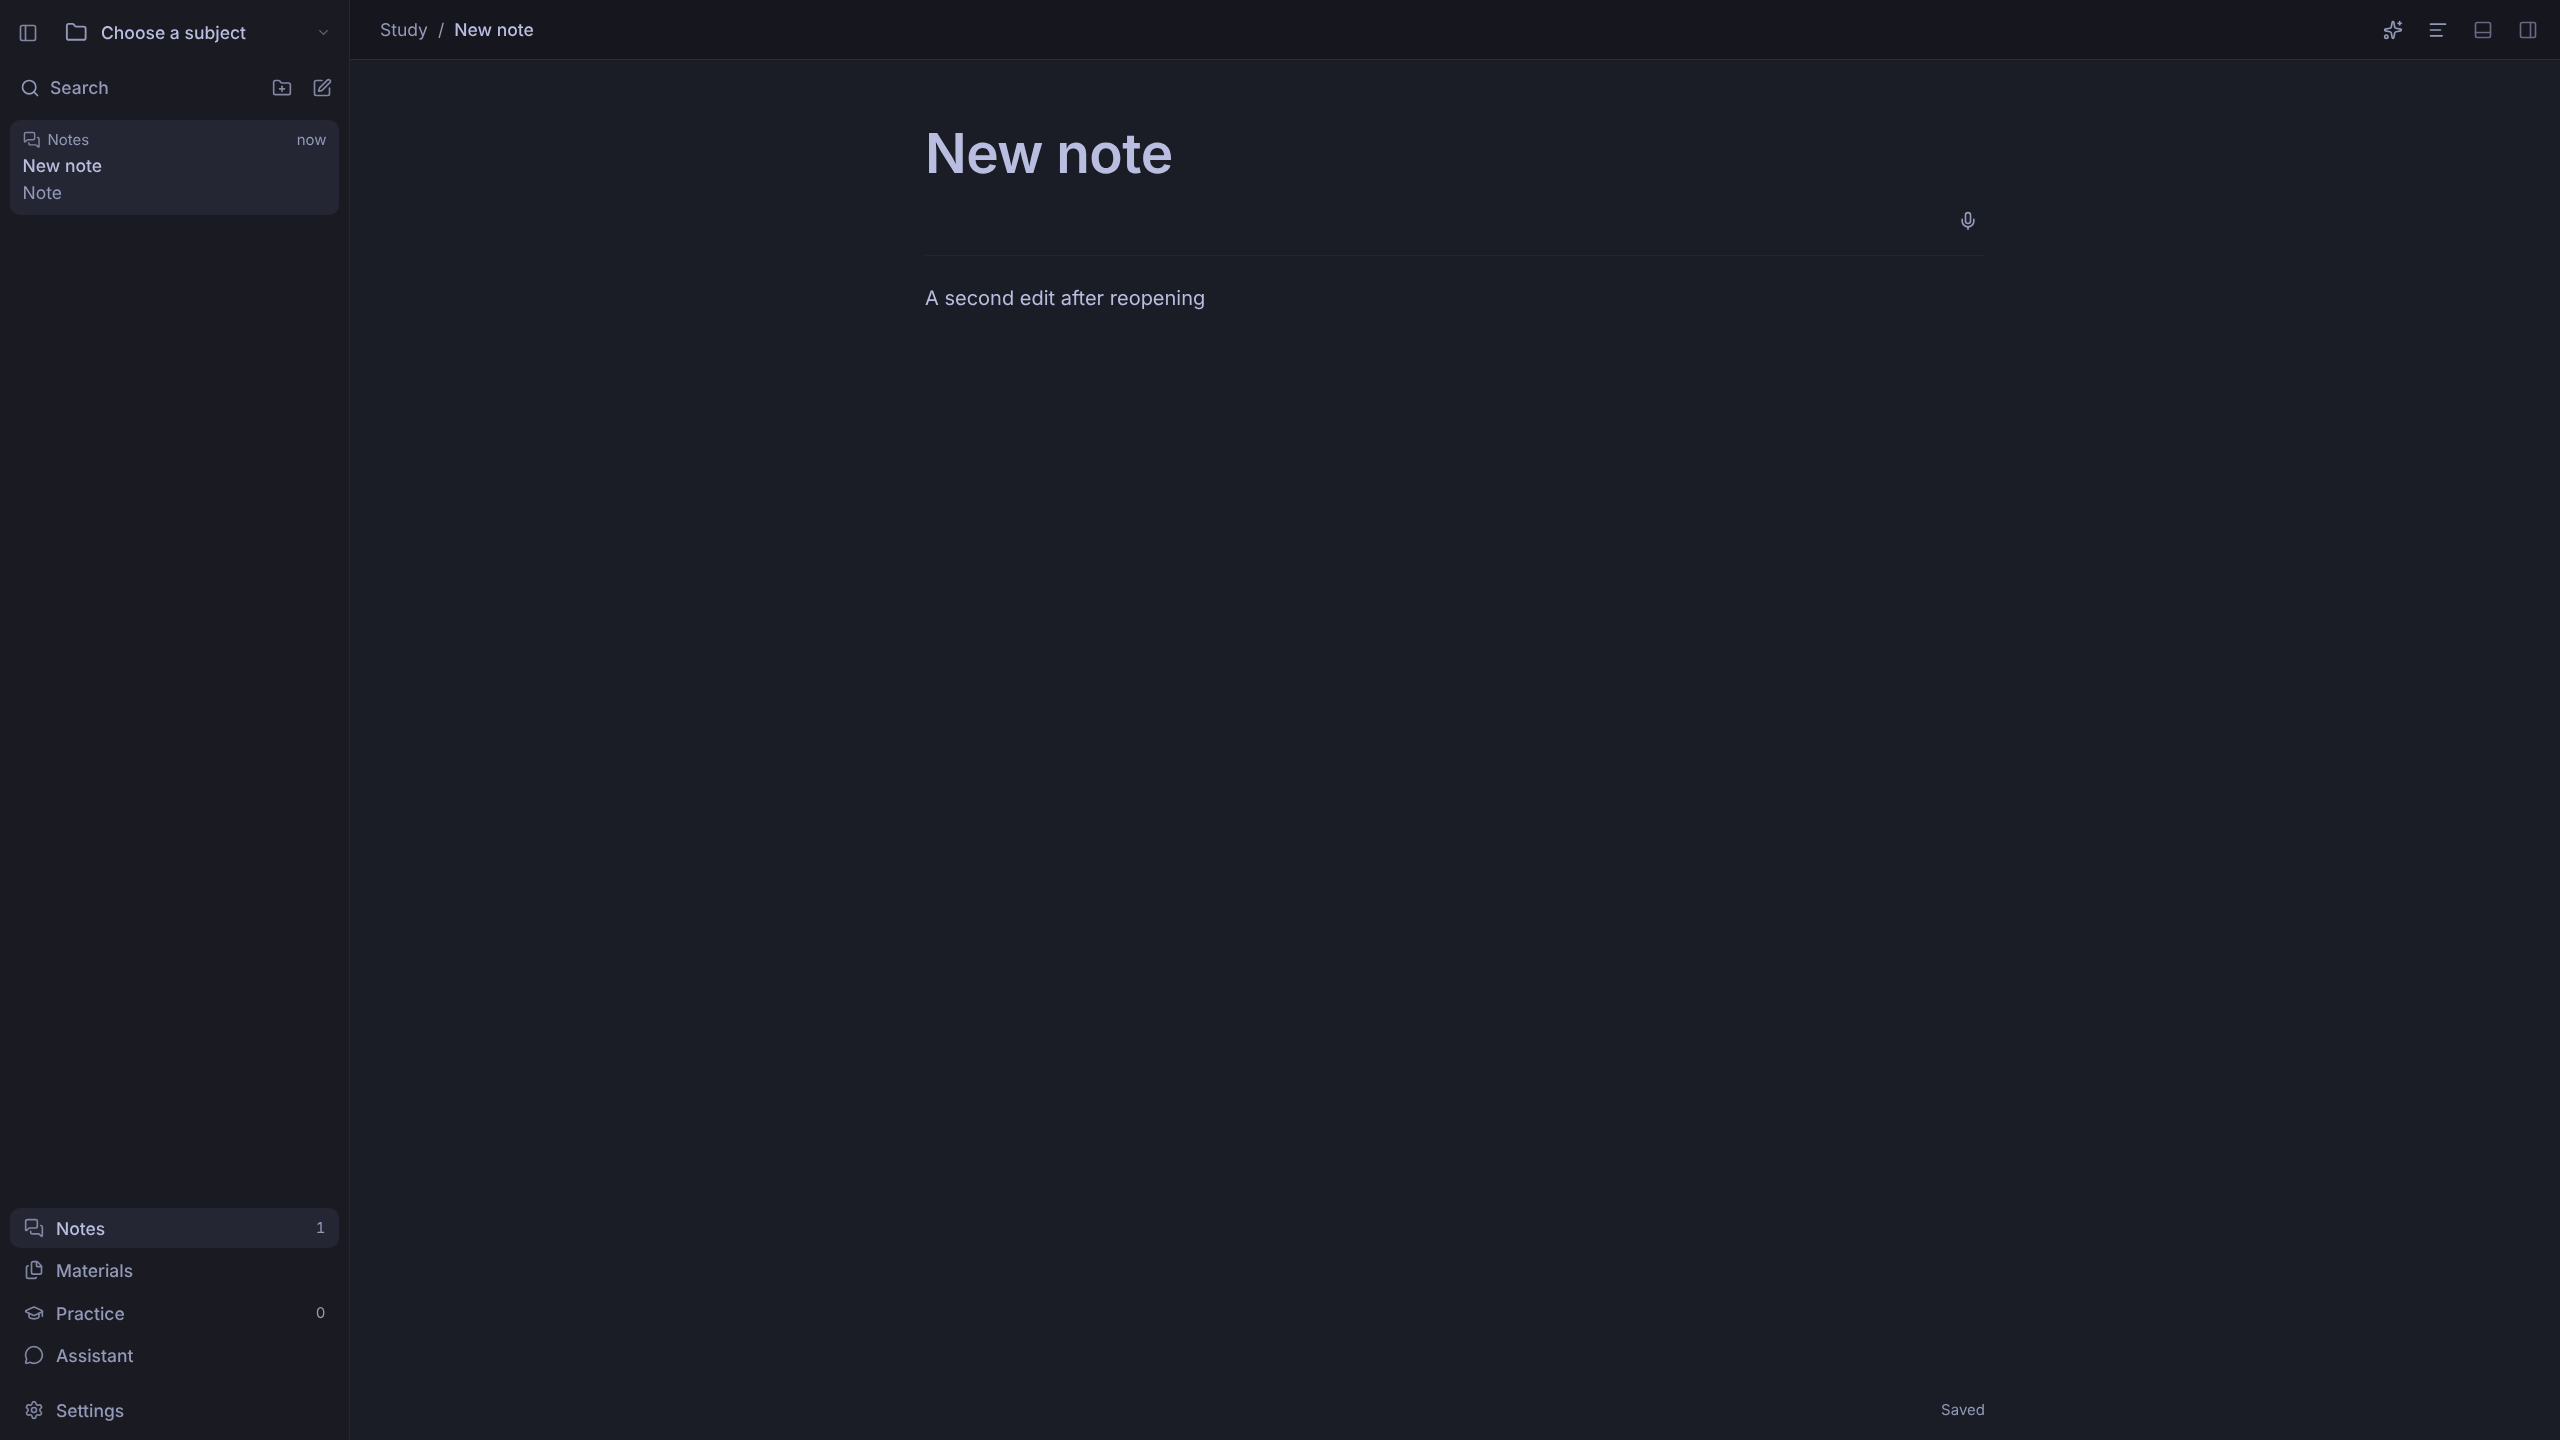 Choose a subject
Search
Notes now
New note
Note
Notes 1
Materials
Practice 0
Assistant
Settings
Study / New note
New note
A second edit after reopening
Saved